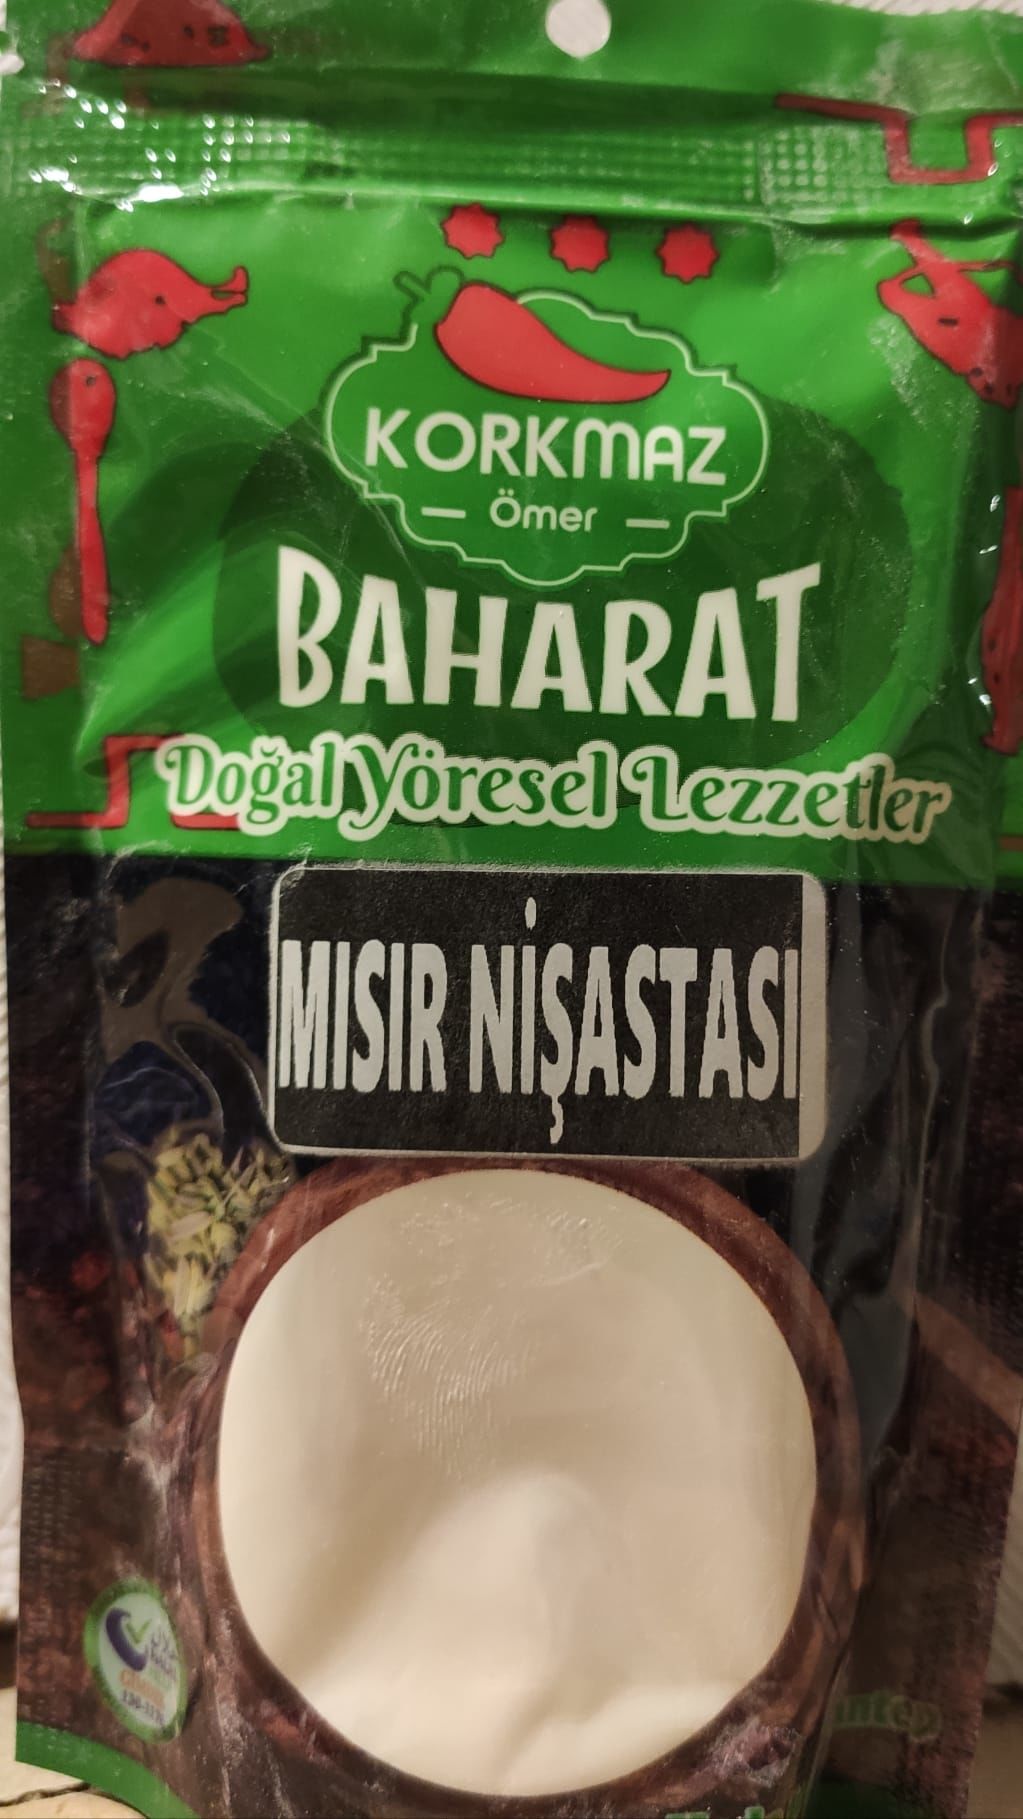 KORKMAZ
Ömer
BAHARAT
Doğal Yöresel Lezzetler
MISIR NİŞASTASI